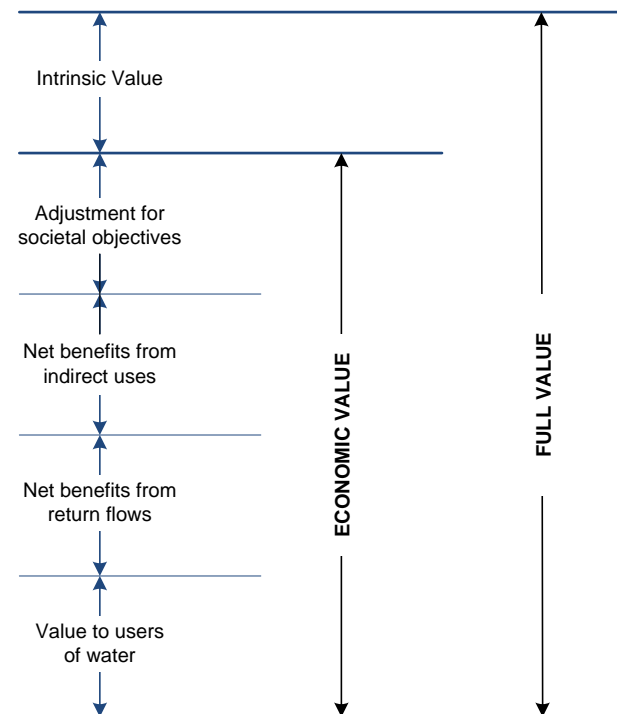 Intrinsic Value
Adjustment for
societal objectives
Net benefits from
indirect uses
Net benefits from
return flows
Value to users
of water
ECONOMIC VALUE
FULL VALUE